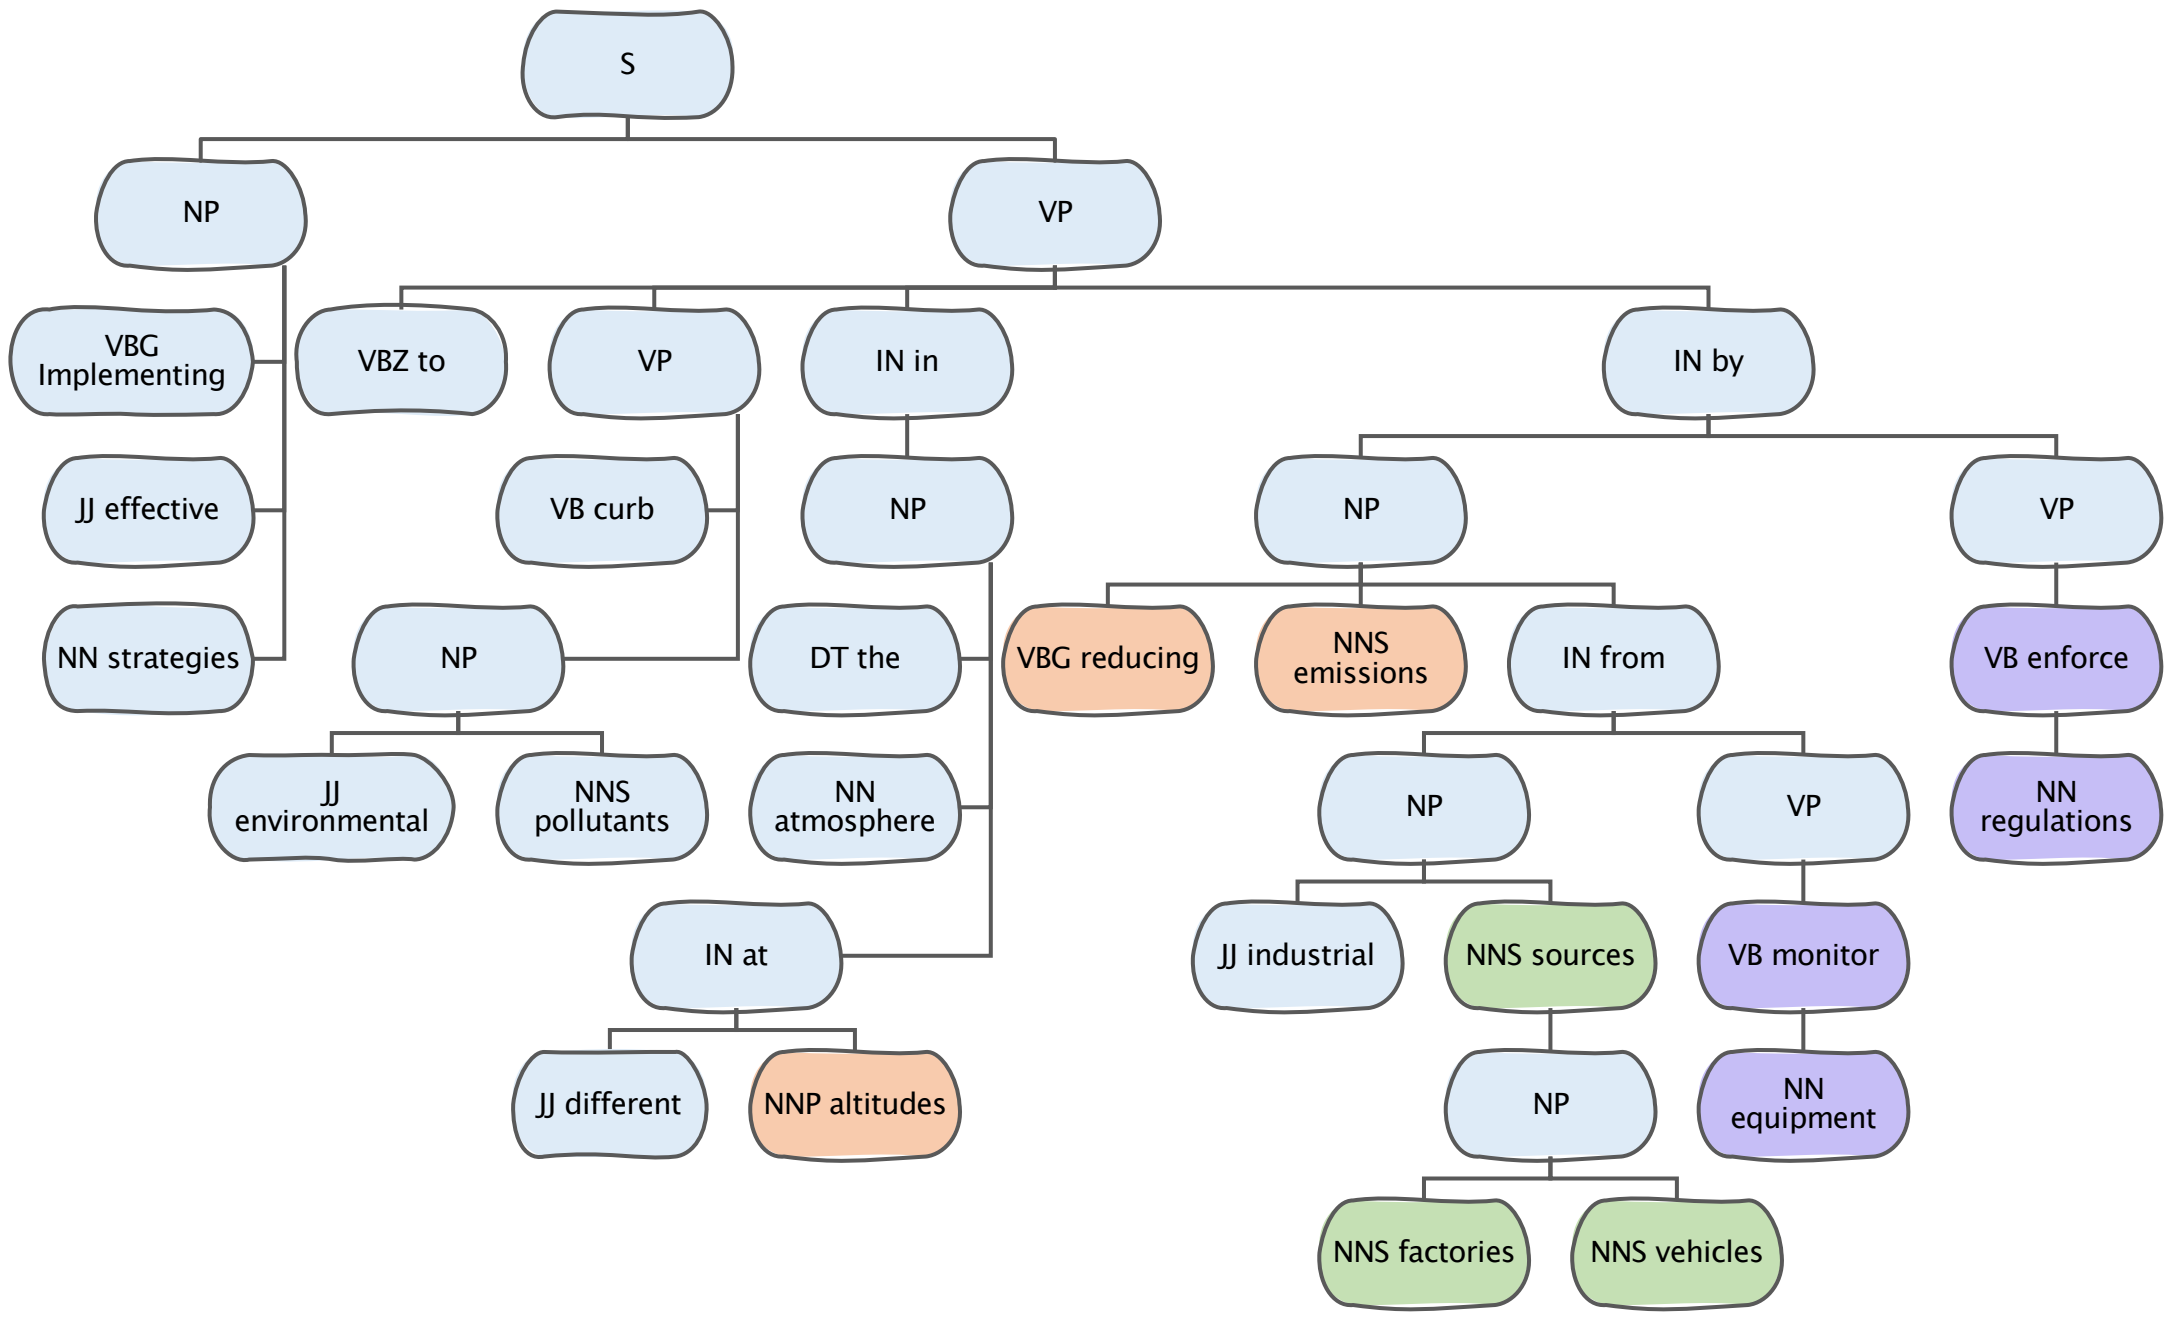 S
NP
VP
VBG
Implementing
VBZ to
VP
IN in
IN by
JJ effective
VB curb
NP
NP
VP
NN strategies
NP
DT the
VBG reducing
NNS
emissions
IN from
VB enforce
JJ
environmental
NNS
pollutants
NN
atmosphere
NP
VP
NN
regulations
IN at
JJ industrial
NNS sources
VB monitor
JJ different
NNP altitudes
NP
NN
equipment
NNS factories
NNS vehicles